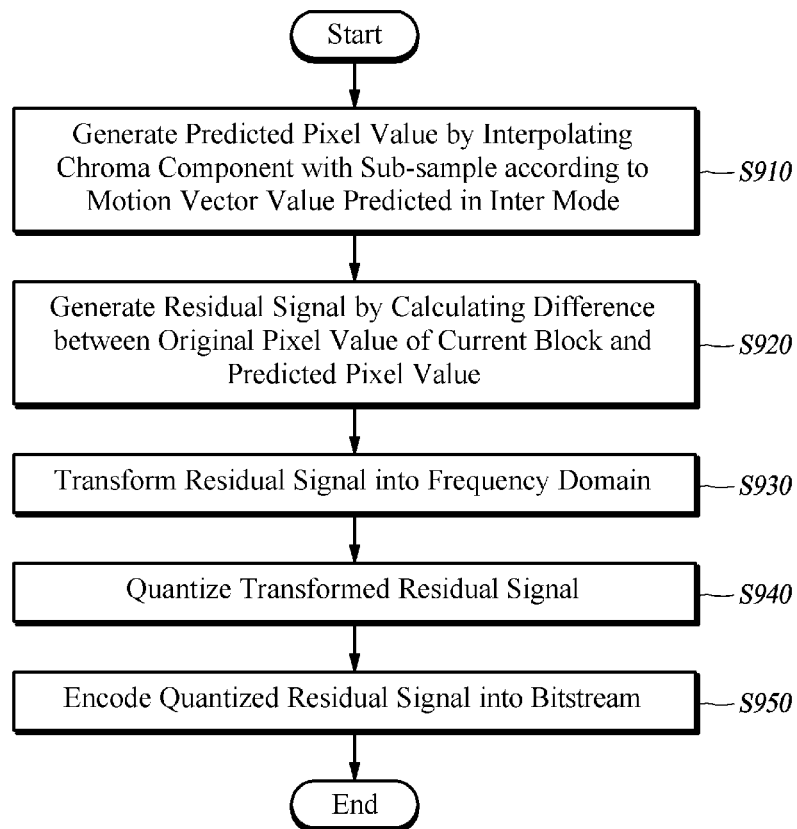 Start
Generate Predicted Pixel Value by Interpolating
Chroma Component with Sub-sample according to
Motion Vector Value Predicted in Inter Mode
S910
Generate Residual Signal by Calculating Difference
between Original Pixel Value of Current Block and
Predicted Pixel Value
S920
Transform Residual Signal into Frequency Domain
S930
Quantize Transformed Residual Signal
S940
Encode Quantized Residual Signal into Bitstream
S950
End